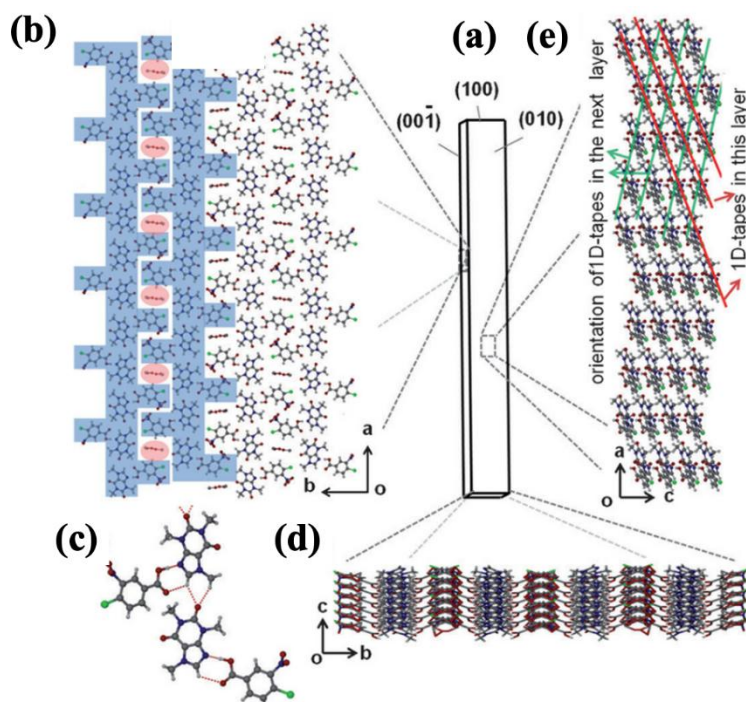 (b)
(a)
(e)
(100)
(001̄)
(010)
orientation of 1D-tapes in the next layer
1D-tapes in this layer
a
b
o
a
o
c
(c)
(d)
c
o
b